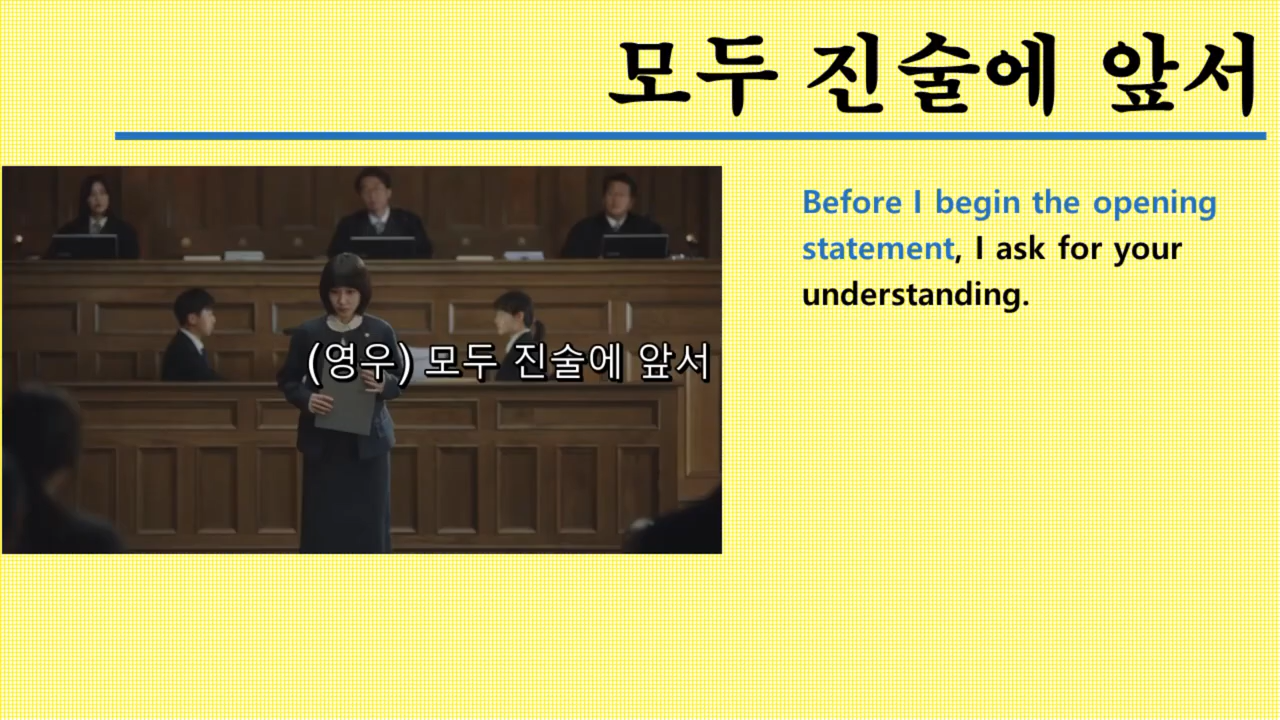 모두 진술에 앞서
(영우) 모두 진술에 앞서
Before I begin the opening
statement, I ask for your
understanding.